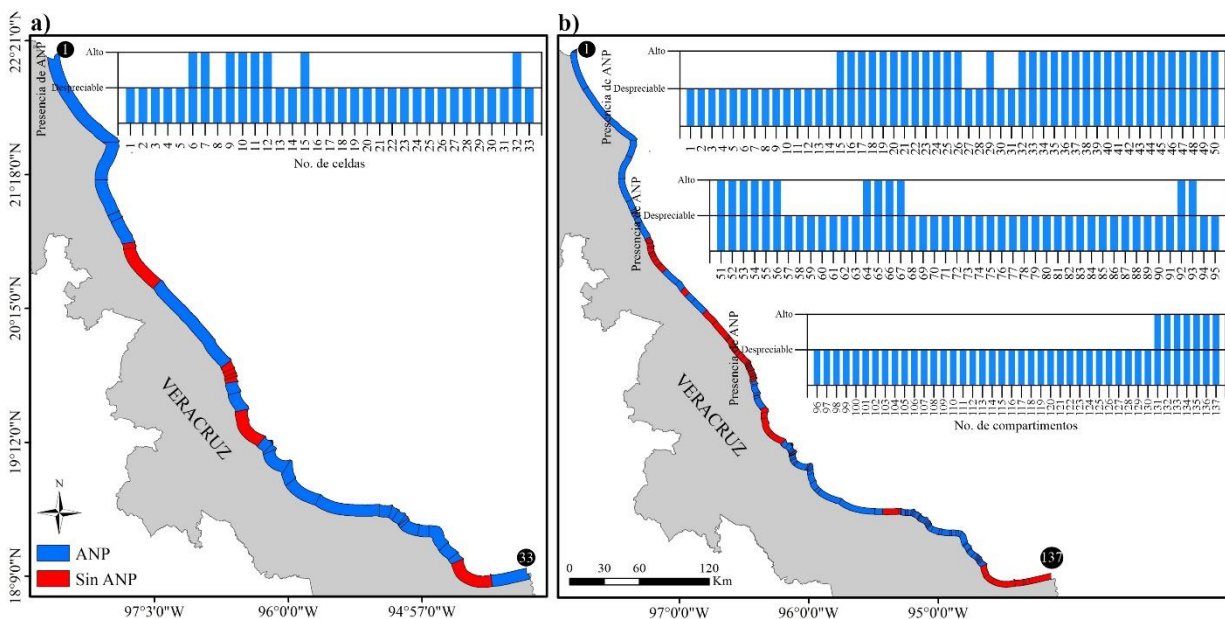 a)
1
Presencia de ANP
Alto
Despreciable
1 2 3 4 5 6 7 8 9 10 11 12 13 14 15 16 17 18 19 20 21 22 23 24 25 26 27 28 29 30 31 32 33
No. de celdas
22°21'0"N
21°18'0"N
20°15'0"N
19°12'0"N
18°9'0"N
VERACRUZ
N
ANP
Sin ANP
33
97°3'0"W 96°0'0"W 94°57'0"W
b)
1
Presencia de ANP
Alto
Despreciable
1 2 3 4 5 6 7 8 9 10 11 12 13 14 15 16 17 18 19 20 21 22 23 24 25 26 27 28 29 30 31 32 33 34 35 36 37 38 39 40 41 42 43 44 45 46 47 48 49 50
Presencia de ANP
Alto
Despreciable
51 52 53 54 55 56 57 58 59 60 61 62 63 64 65 66 67 68 69 70 71 72 73 74 75 76 77 78 79 80 81 82 83 84 85 86 87 88 89 90 91 92 93 94 95
Presencia de ANP
Alto
Despreciable
96 97 98 99 100 101 102 103 104 105 106 107 108 109 110 111 112 113 114 115 116 117 118 119 120 121 122 123 124 125 126 127 128 129 130 131 132 133 134 135 136 137
No. de compartimentos
VERACRUZ
137
0 30 60 120
Km
97°0'0"W 96°0'0"W 95°0'0"W